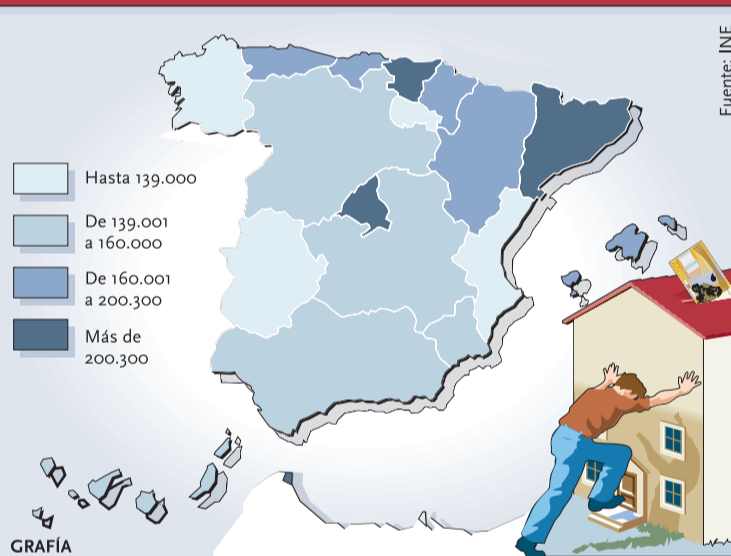 Fuente: INE
Hasta 139.000
De 139.001
a 160.000
De 160.001
a 200.300
Más de
200.300
GRAFÍA